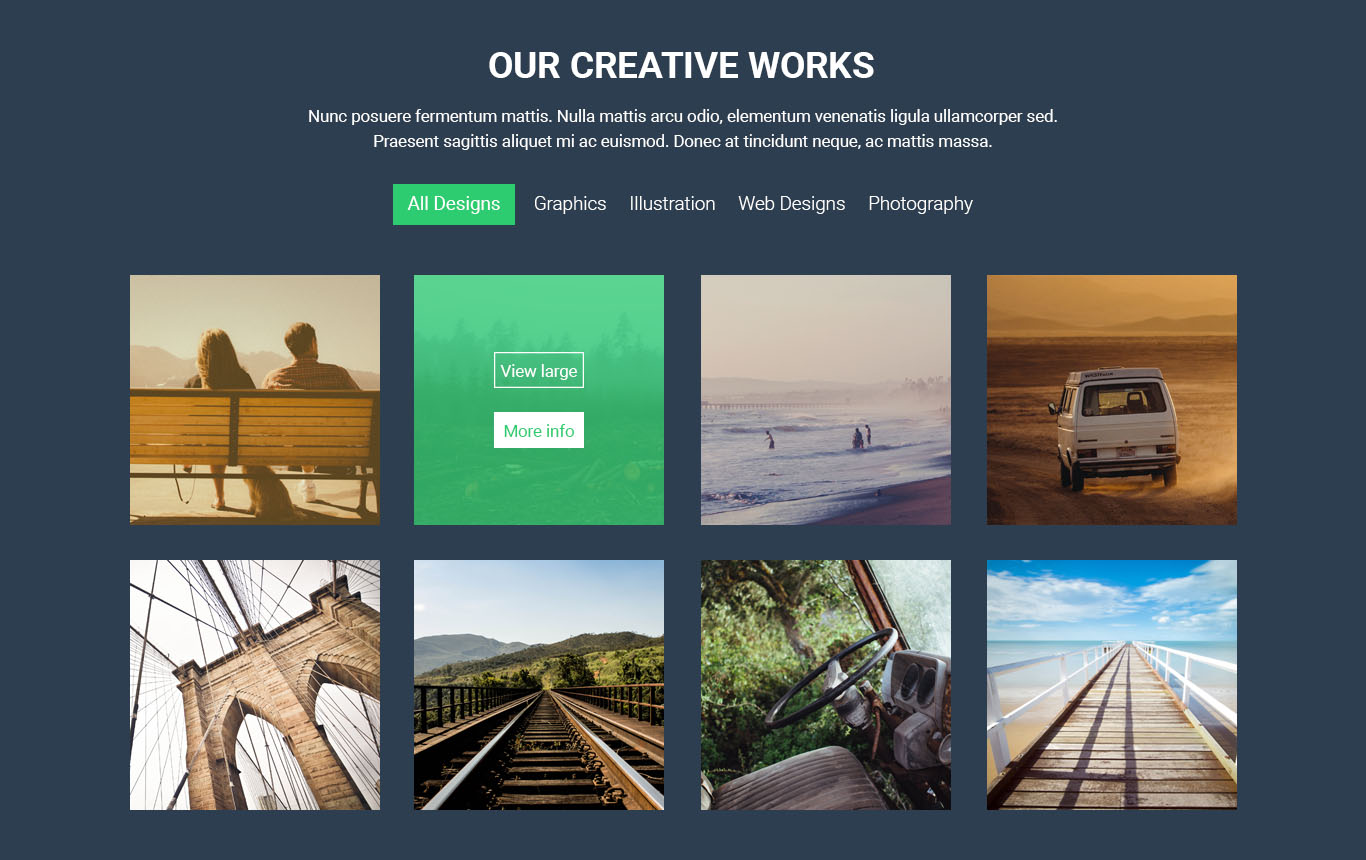 OUR CREATIVE WORKS
Nunc posuere fermentum mattis. Nulla mattis arcu odio, elementum venenatis ligula ullamcorper sed.
Praesent sagittis aliquet mi ac euismod. Donec at tincidunt neque, ac mattis massa.
All Designs Graphics Illustration Web Designs Photography
View large
More info